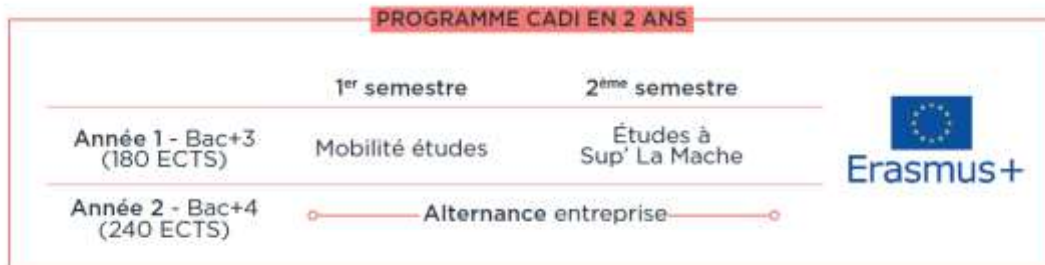 PROGRAMME CADI EN 2 ANS
1er semestre
2ème semestre
Année 1 - Bac+3
(180 ECTS)
Mobilité études
Études à
Sup' La Mache
Erasmus+
Année 2 - Bac+4
(240 ECTS)
Alternance entreprise